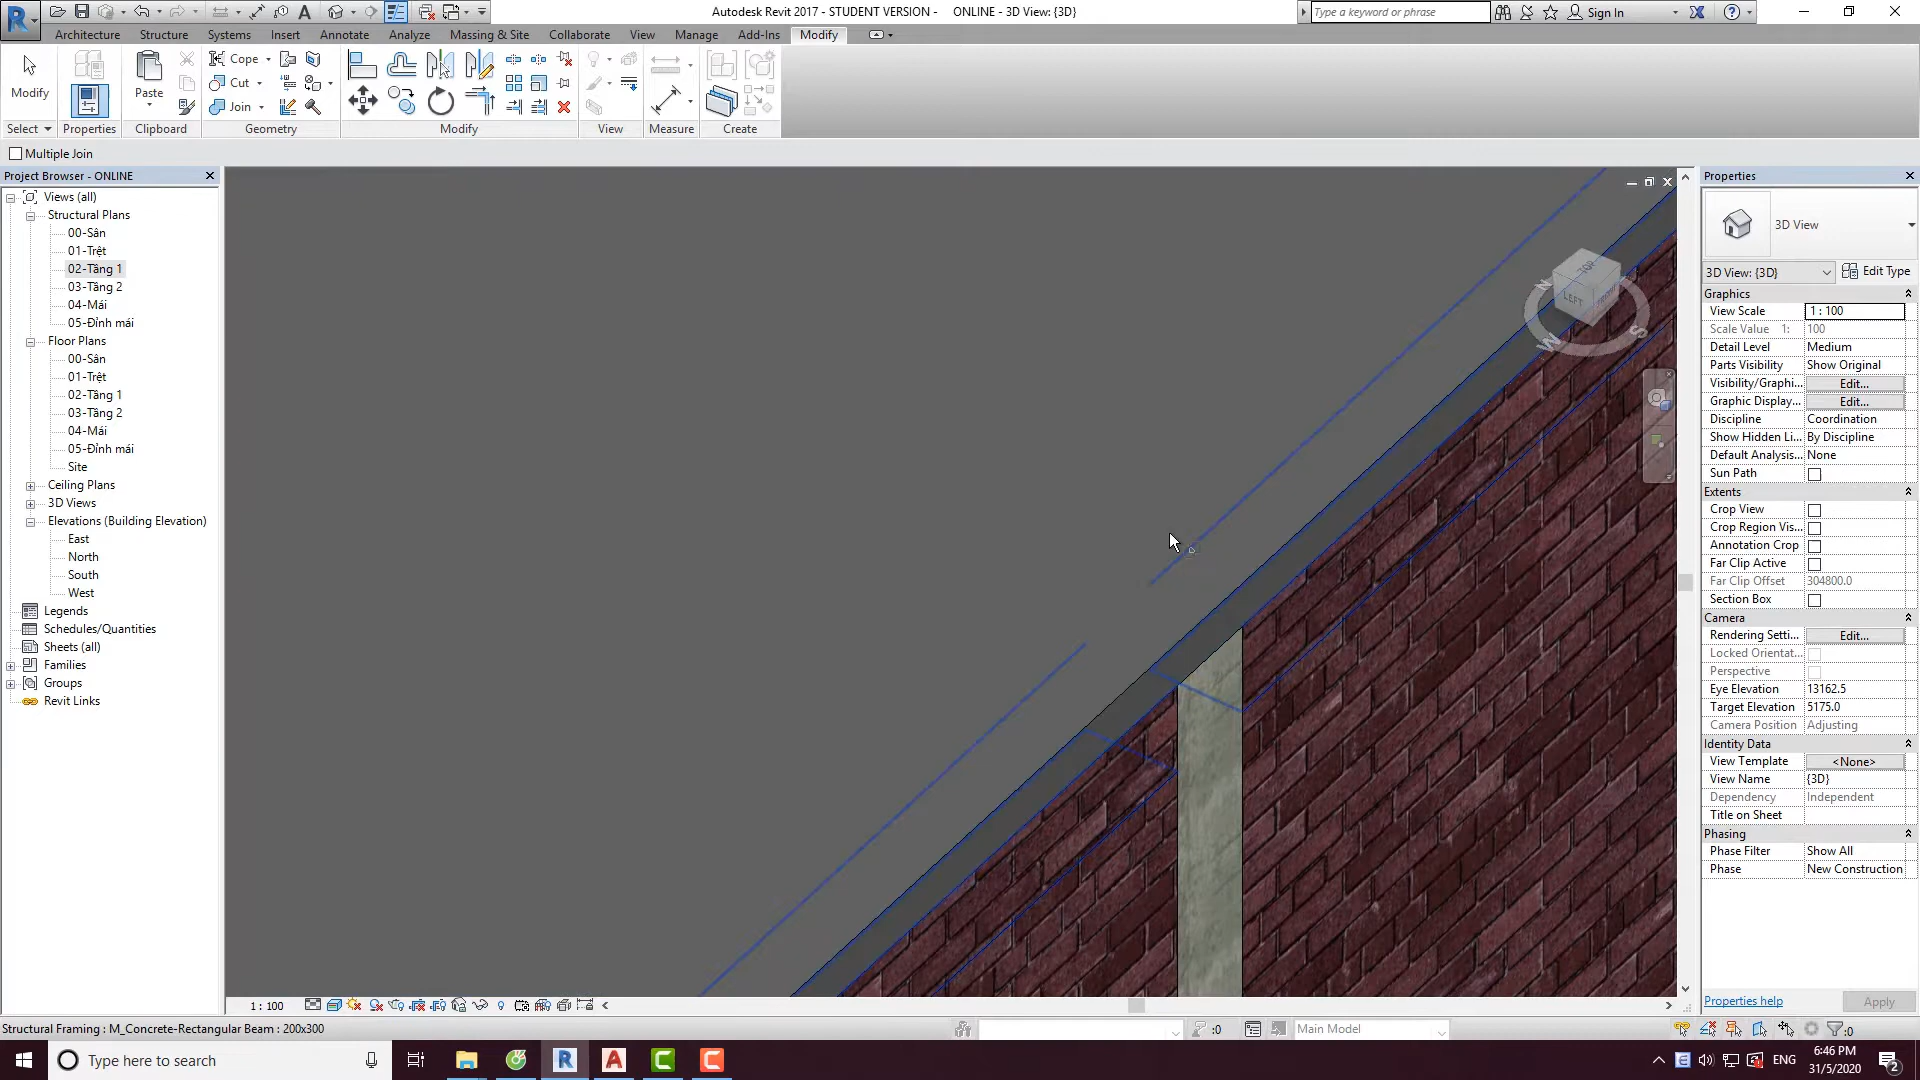 Autodesk Revit 2017 - STUDENT VERSION - ONLINE - 3D View: {3D}
Type a keyword or phrase
Sign In
Architecture Structure Systems Insert Annotate Analyze Massing & Site Collaborate View Manage Add-Ins Modify
Modify
Paste
Cope
Cut
Join
Select Properties Clipboard Geometry Modify View Measure Create
Multiple Join
Project Browser - ONLINE
Views (all)
Structural Plans
00-Sân
01-Trệt
02-Tầng 1
03-Tầng 2
04-Mái
05-Đỉnh mái
Floor Plans
00-Sân
01-Trệt
02-Tầng 1
03-Tầng 2
04-Mái
05-Đỉnh mái
Site
Ceiling Plans
3D Views
Elevations (Building Elevation)
East
North
South
West
Legends
Schedules/Quantities
Sheets (all)
Families
Groups
Revit Links
TOP
LEFT
FRONT
N
W
S
Properties
3D View
3D View: {3D} Edit Type
Graphics
View Scale 1 : 100
Scale Value 1: 100
Detail Level Medium
Parts Visibility Show Original
Visibility/Graphi... Edit...
Graphic Display... Edit...
Discipline Coordination
Show Hidden Li... By Discipline
Default Analysis... None
Sun Path
Extents
Crop View
Crop Region Vis...
Annotation Crop
Far Clip Active
Far Clip Offset 304800.0
Section Box
Camera
Rendering Setti... Edit...
Locked Orientat...
Perspective
Eye Elevation 13162.5
Target Elevation 5175.0
Camera Position Adjusting
Identity Data
View Template <None>
View Name {3D}
Dependency Independent
Title on Sheet
Phasing
Phase Filter Show All
Phase New Construction
Properties help Apply
1 : 100
Structural Framing : M_Concrete-Rectangular Beam : 200x300
:0
Main Model
:0
Type here to search
ENG
6:46 PM
31/5/2020
2